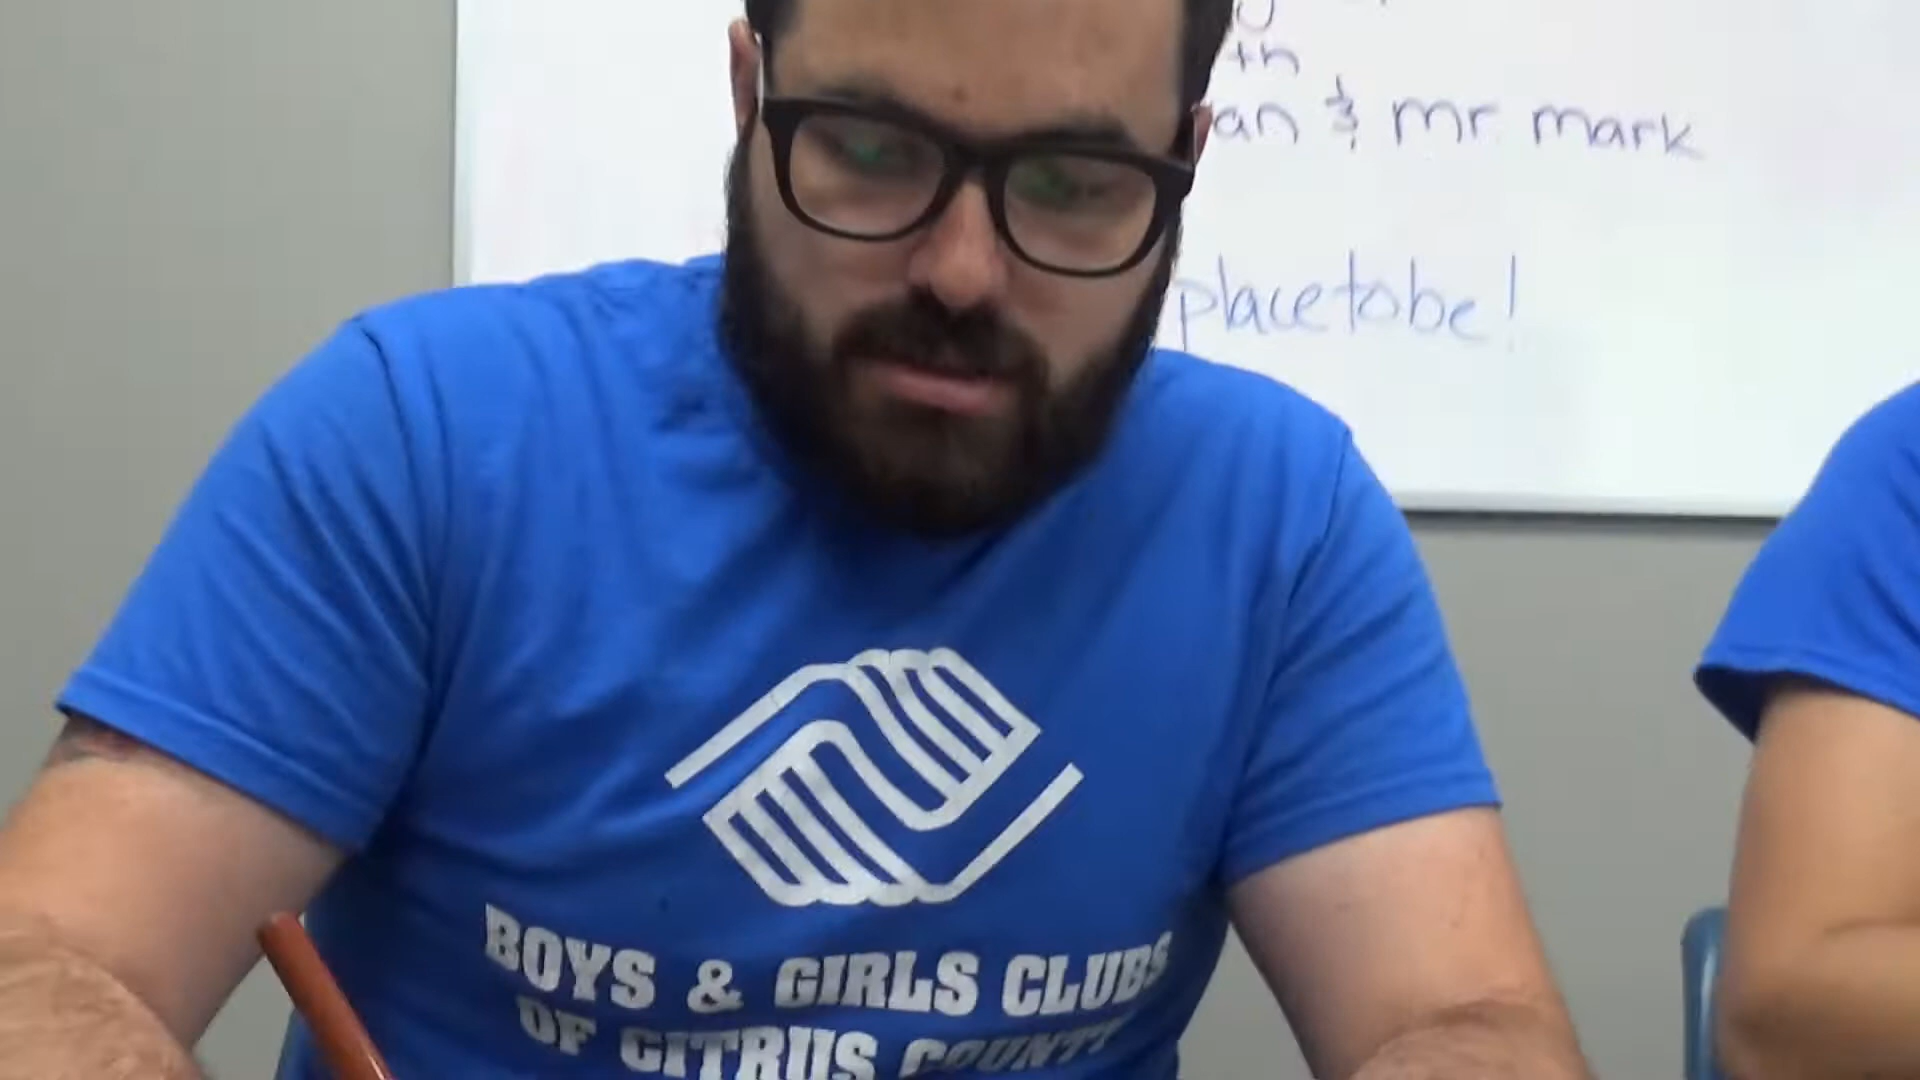 th
an & mr. mark
placetobe!
BOYS & GIRLS CLUBS
OF CITRUS COUNTY